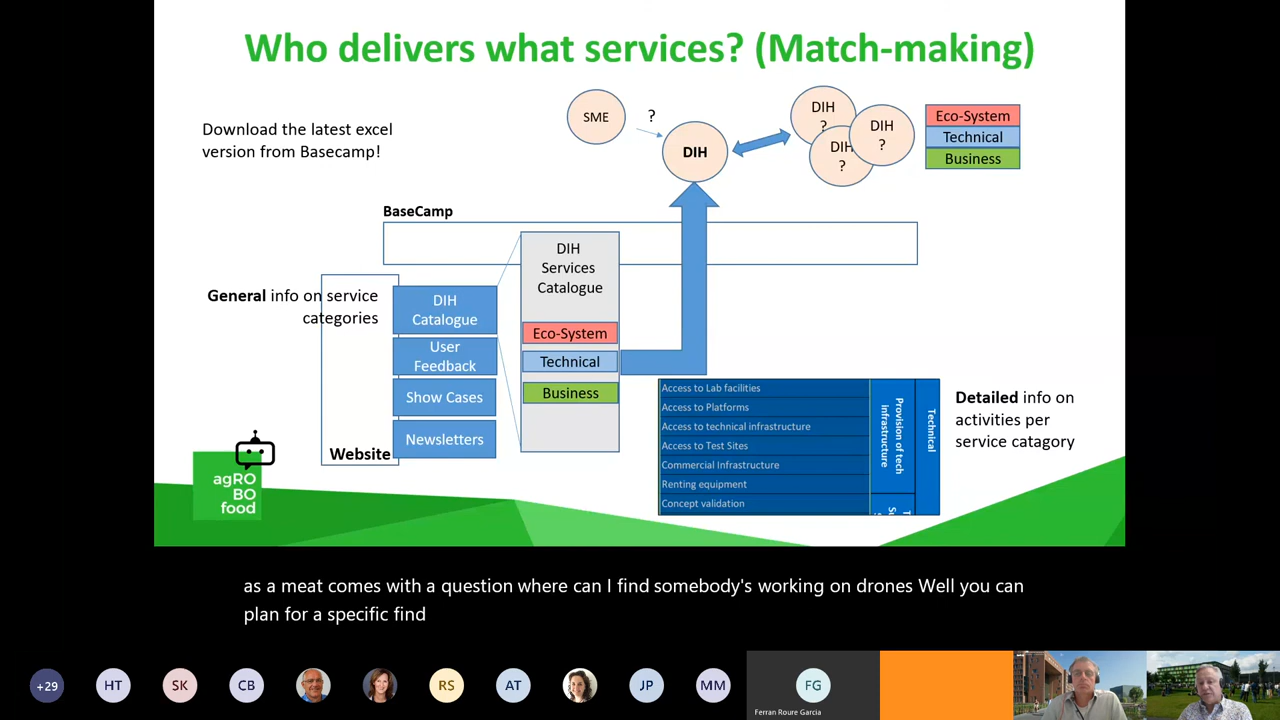 Who delivers what services? (Match-making)
Download the latest excel
version from Basecamp!
SME
?
DIH
DIH
?
DIH
?
DIH
?
Eco-System
Technical
Business
BaseCamp
DIH
Services
Catalogue
Eco-System
Technical
Business
General info on service
categories
DIH
Catalogue
User
Feedback
Show Cases
Newsletters
Website
agRO
BO
food
Access to Lab facilities
Access to Platforms
Access to technical infrastructure
Access to Test Sites
Commercial Infrastructure
Renting equipment
Concept validation
Provision of tech
infrastructure
Technical
Detailed info on
activities per
service catagory
as a meat comes with a question where can I find somebody's working on drones Well you can
plan for a specific find
+29
HT
SK
CB
RS
AT
JP
MM
FG
Ferran Roure Garcia